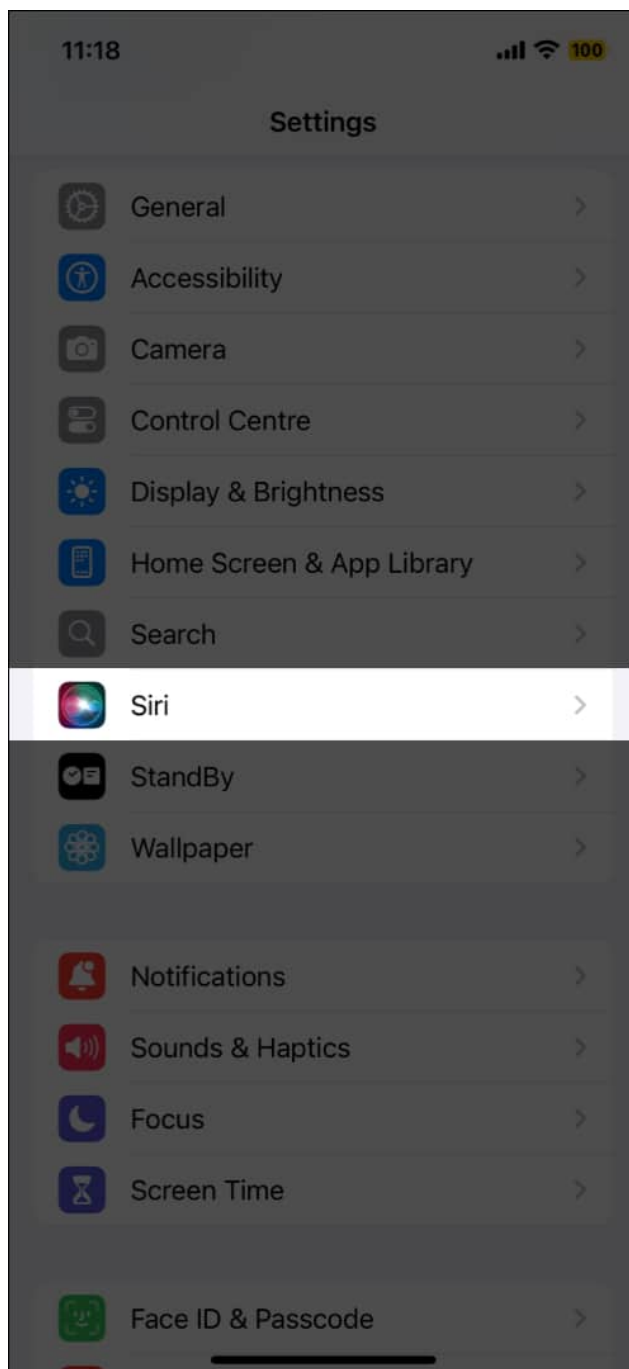 11:18
100
Settings
General
Accessibility
Camera
Control Centre
Display & Brightness
Home Screen & App Library
Search
Siri
StandBy
Wallpaper
Notifications
Sounds & Haptics
Focus
Screen Time
Face ID & Passcode